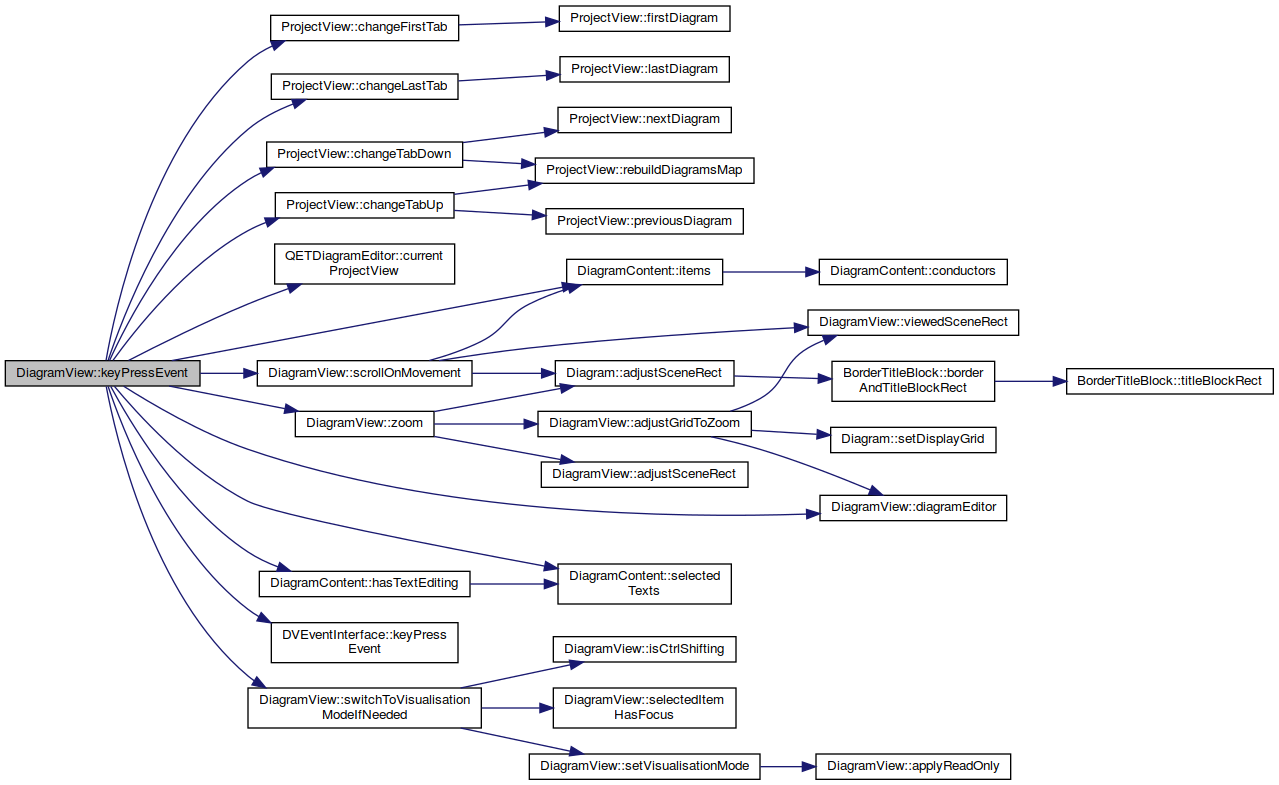 ProjectView::changeFirstTab
ProjectView::firstDiagram
ProjectView::changeLastTab
ProjectView::lastDiagram
ProjectView::changeTabDown
ProjectView::nextDiagram
ProjectView::rebuildDiagramsMap
ProjectView::changeTabUp
ProjectView::previousDiagram
QETDiagramEditor::current
ProjectView
DiagramContent::items
DiagramContent::conductors
DiagramView::viewedSceneRect
DiagramView::keyPressEvent
DiagramView::scrollOnMovement
Diagram::adjustSceneRect
BorderTitleBlock::border
AndTitleBlockRect
BorderTitleBlock::titleBlockRect
DiagramView::zoom
DiagramView::adjustGridToZoom
Diagram::setDisplayGrid
DiagramView::adjustSceneRect
DiagramView::diagramEditor
DiagramContent::hasTextEditing
DiagramContent::selected
Texts
DVEventInterface::keyPress
Event
DiagramView::isCtrlShifting
DiagramView::switchToVisualisation
ModeIfNeeded
DiagramView::selectedItem
HasFocus
DiagramView::setVisualisationMode
DiagramView::applyReadOnly